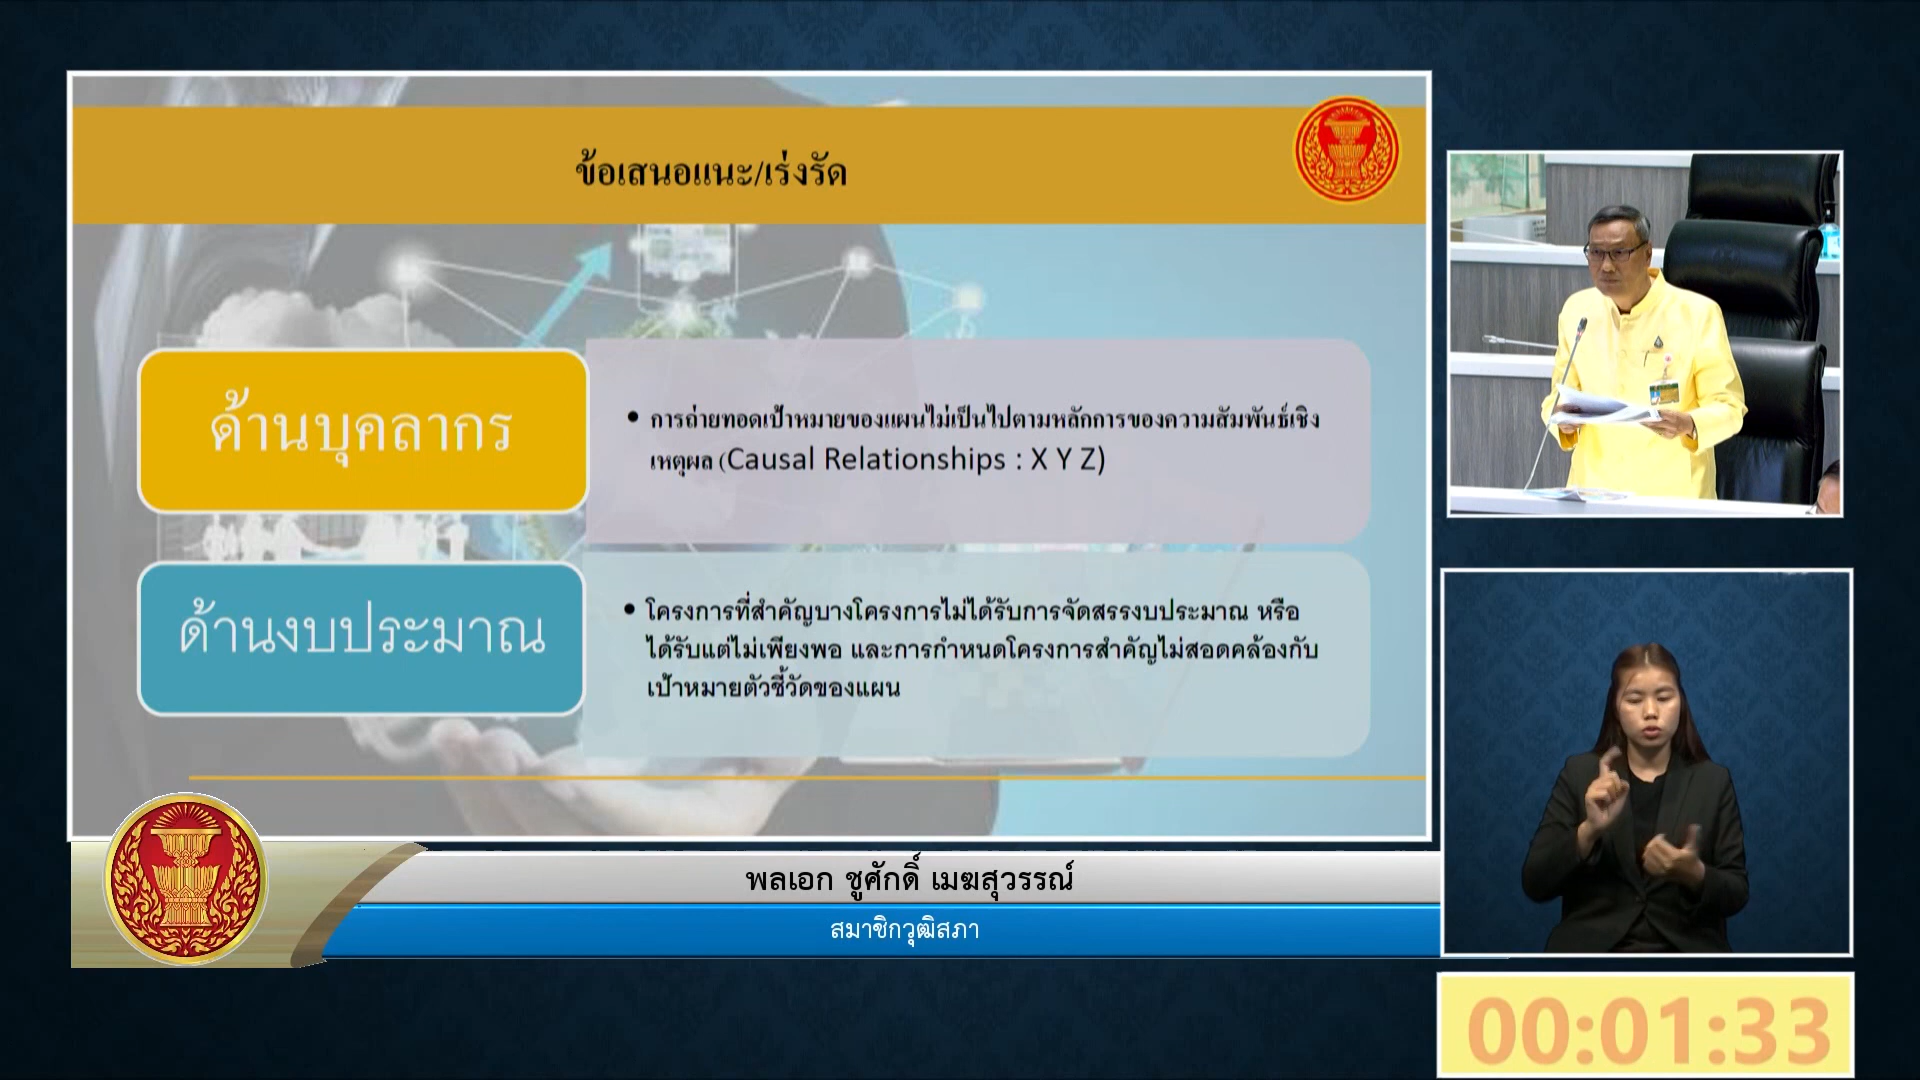 ข้อเสนอแนะ/เร่งรัด
ด้านบุคลากร
• การถ่ายทอดเป้าหมายของแผนไม่เป็นไปตามหลักการของความสัมพันธ์เชิง
เหตุผล (Causal Relationships : X Y Z)
ด้านงบประมาณ
• โครงการที่สำคัญบางโครงการไม่ได้รับการจัดสรรงบประมาณ หรือ
ได้รับแต่ไม่เพียงพอ และการกำหนดโครงการสำคัญไม่สอดคล้องกับ
เป้าหมายตัวชี้วัดของแผน
พลเอก ชูศักดิ์ เมฆสุวรรณ์
สมาชิกวุฒิสภา
00:01:33